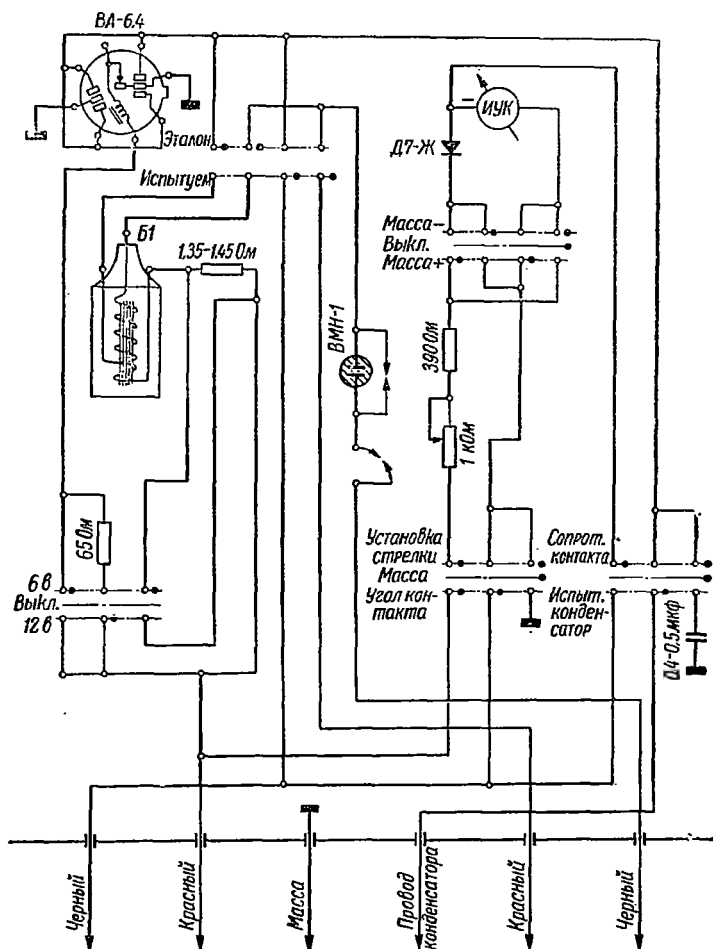 ВА-6.4
Эталон
Испытуем
Б1
1,35-1.45 Ом
ВМН-1
ИУК
–
Д7-Ж
Масса–
Выкл.
Масса+
390 Ом
1 кОм
65 Ом
6 в
Выкл.
12 в
Установка
стрелки
Масса
Угол кон-
такта
Сопрот.
контакта
Испыт.
конден-
сатор
0.4-0.5 мкф
Черный
Красный
Масса
Провод
конденсатора
Красный
Черный